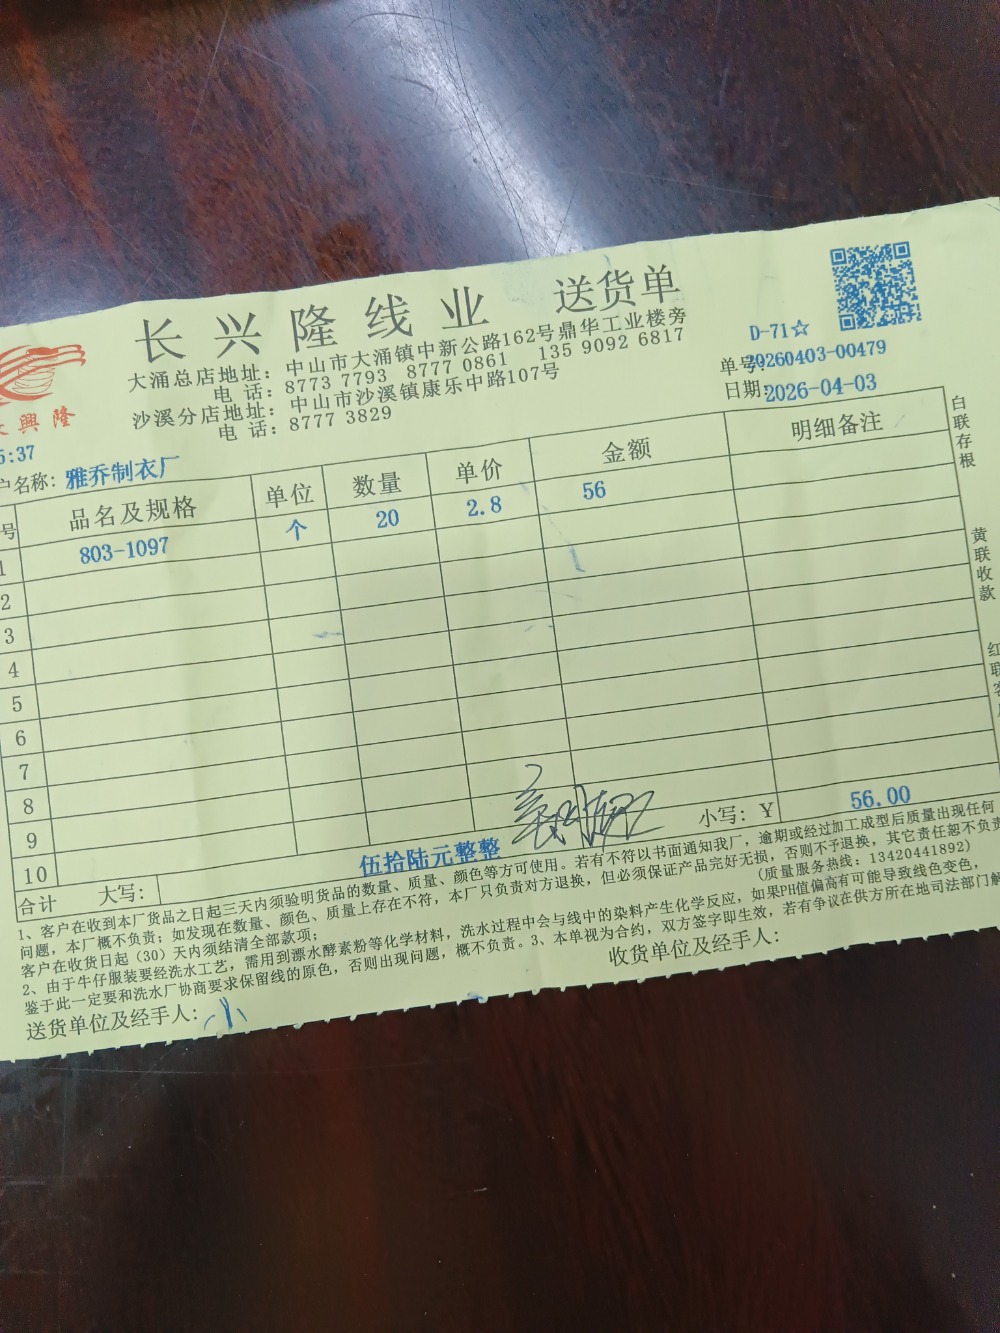 长兴隆线业 送货单
大涌总店地址：中山市大涌镇中新公路162号鼎华工业楼旁
电 话：8773 7793 8777 0861 135 9092 6817
沙溪分店地址：中山市沙溪镇康乐中路107号
电 话：8777 3829
興隆
D-71☆
单号：20260403-00479
日期：2026-04-03
5:37
户名称：雅乔制衣厂
号 品名及规格 单位 数量 单价 金额 明细备注
1 803-1097 个 20 2.8 56
2
3
4
5
6
7
8
9
10
合计 大写： 伍拾陆元整整 小写：Y 56.00
1、客户在收到本厂货品之日起三天内须验明货品的数量、质量、颜色等方可使用。若有不符以书面通知我厂，逾期或经过加工成型后质量出现任何
问题，本厂概不负责；如发现在数量、颜色、质量上存在不符，本厂只负责对方退换，但必须保证产品完好无损，否则不予退换，其它责任恕不负责
客户在收货日起（30）天内须结清全部款项； （质量服务热线：13420441892）
2、由于牛仔服装要经洗水工艺，需用到漂水酵素粉等化学材料，洗水过程中会与线中的染料产生化学反应，如果PH值偏高有可能导致线色变色，
鉴于此一定要和洗水厂协商要求保留线的原色，否则出现问题，概不负责。3、本单视为合约，双方签字即生效，若有争议在供方所在地司法部门解
送货单位及经手人： 收货单位及经手人：
白联存根
黄联收款
红联客